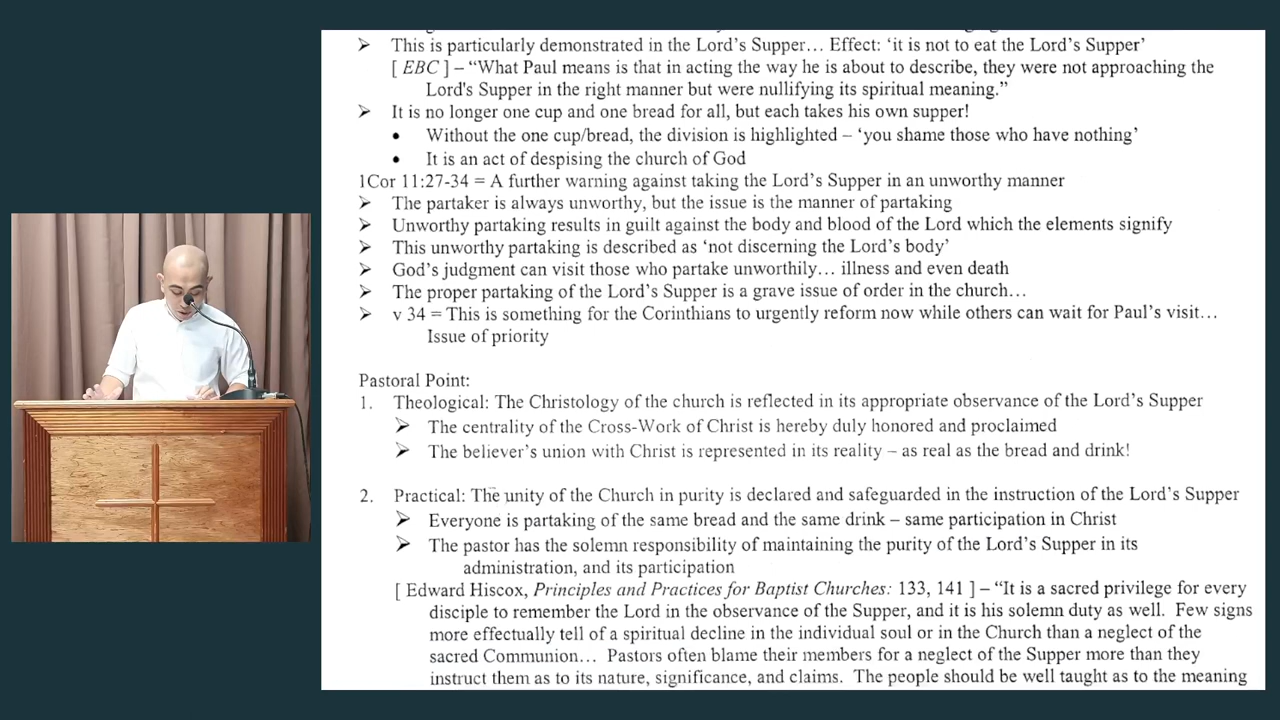 ➤ This is particularly demonstrated in the Lord's Supper… Effect: 'it is not to eat the Lord's Supper'
[ EBC ] – “What Paul means is that in acting the way he is about to describe, they were not approaching the
Lord's Supper in the right manner but were nullifying its spiritual meaning.”
➤ It is no longer one cup and one bread for all, but each takes his own supper!
• Without the one cup/bread, the division is highlighted – 'you shame those who have nothing'
• It is an act of despising the church of God
1Cor 11:27-34 = A further warning against taking the Lord's Supper in an unworthy manner
➤ The partaker is always unworthy, but the issue is the manner of partaking
➤ Unworthy partaking results in guilt against the body and blood of the Lord which the elements signify
➤ This unworthy partaking is described as 'not discerning the Lord's body'
➤ God's judgment can visit those who partake unworthily… illness and even death
➤ The proper partaking of the Lord's Supper is a grave issue of order in the church…
➤ v 34 = This is something for the Corinthians to urgently reform now while others can wait for Paul's visit…
Issue of priority
Pastoral Point:
1. Theological: The Christology of the church is reflected in its appropriate observance of the Lord's Supper
➤ The centrality of the Cross-Work of Christ is hereby duly honored and proclaimed
➤ The believer's union with Christ is represented in its reality – as real as the bread and drink!
2. Practical: The unity of the Church in purity is declared and safeguarded in the instruction of the Lord's Supper
➤ Everyone is partaking of the same bread and the same drink – same participation in Christ
➤ The pastor has the solemn responsibility of maintaining the purity of the Lord's Supper in its
administration, and its participation
[ Edward Hiscox, Principles and Practices for Baptist Churches: 133, 141 ] – “It is a sacred privilege for every
disciple to remember the Lord in the observance of the Supper, and it is his solemn duty as well. Few signs
more effectually tell of a spiritual decline in the individual soul or in the Church than a neglect of the
sacred Communion… Pastors often blame their members for a neglect of the Supper more than they
instruct them as to its nature, significance, and claims. The people should be well taught as to the meaning